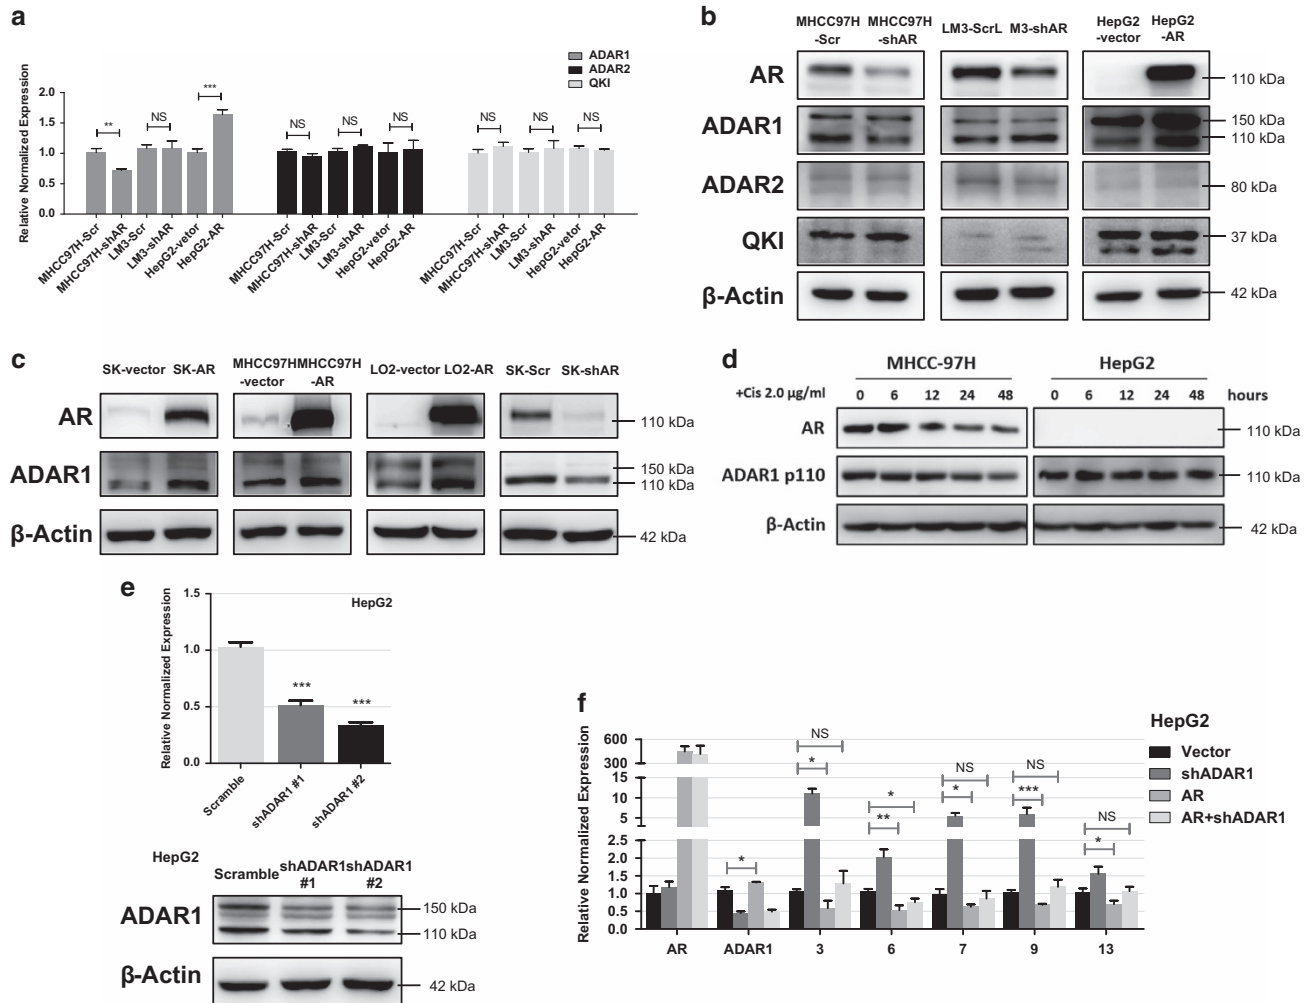 a
ADAR1
ADAR2
QKI
Relative Normalized Expression
2.0
1.5
1.0
0.5
0.0
** NS *** NS NS NS NS NS NS
MHCC97H-Scr
MHCC97H-shAR
LM3-Scr
LM3-shAR
HepG2-vetor
HepG2-AR
MHCC97H-Scr
MHCC97H-shAR
LM3-Scr
LM3-shAR
HepG2-vetor
HepG2-AR
MHCC97H-Scr
MHCC97H-shAR
LM3-Scr
LM3-shAR
HepG2-vetor
HepG2-AR
b
MHCC97H
-Scr
MHCC97H
-shAR
LM3-ScrL M3-shAR
HepG2
-vector
HepG2
-AR
AR
110 kDa
ADAR1
150 kDa
110 kDa
ADAR2
80 kDa
QKI
37 kDa
β-Actin
42 kDa
c
SK-vector SK-AR
MHCC97HMHCC97H
-vector -AR
LO2-vector LO2-AR
SK-Scr SK-shAR
AR
110 kDa
ADAR1
150 kDa
110 kDa
β-Actin
42 kDa
d
MHCC-97H HepG2
+Cis 2.0 µg/ml 0 6 12 24 48 0 6 12 24 48 hours
AR
110 kDa
ADAR1 p110
110 kDa
β-Actin
42 kDa
e
HepG2
Relative Normalized Expression
1.5
1.0
0.5
0.0
***
***
Scramble
shADAR1 #1
shADAR1 #2
HepG2
Scramble shADAR1 shADAR1
#1 #2
ADAR1
150 kDa
110 kDa
β-Actin
42 kDa
f
HepG2
Vector
shADAR1
AR
AR+shADAR1
Relative Normalized Expression
600
300
15
10
5
2.5
2.0
1.5
1.0
0.5
0.0
*
NS
*
*
**
NS
*
NS
***
NS
*
AR ADAR1 3 6 7 9 13